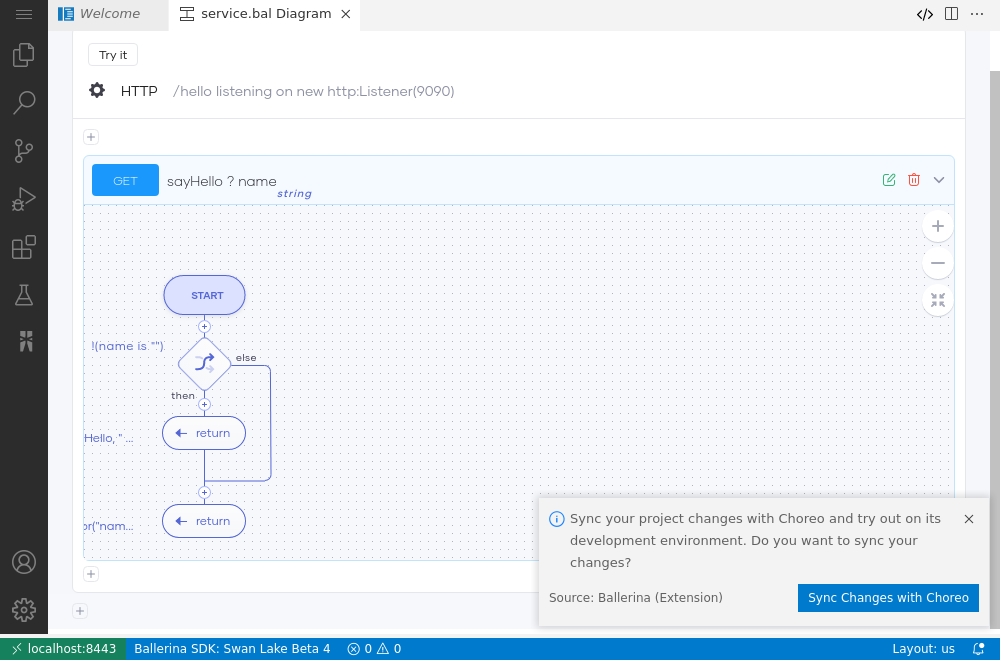 Welcome
service.bal Diagram
Try it
HTTP /hello listening on new http:Listener(9090)
GET sayHello ? name
string
START
!(name is "")
else
then
Hello, " ...
return
or("nam...
return
Sync your project changes with Choreo and try out on its
development environment. Do you want to sync your
changes?
Source: Ballerina (Extension)
Sync Changes with Choreo
localhost:8443
Ballerina SDK: Swan Lake Beta 4
0
0
Layout: us